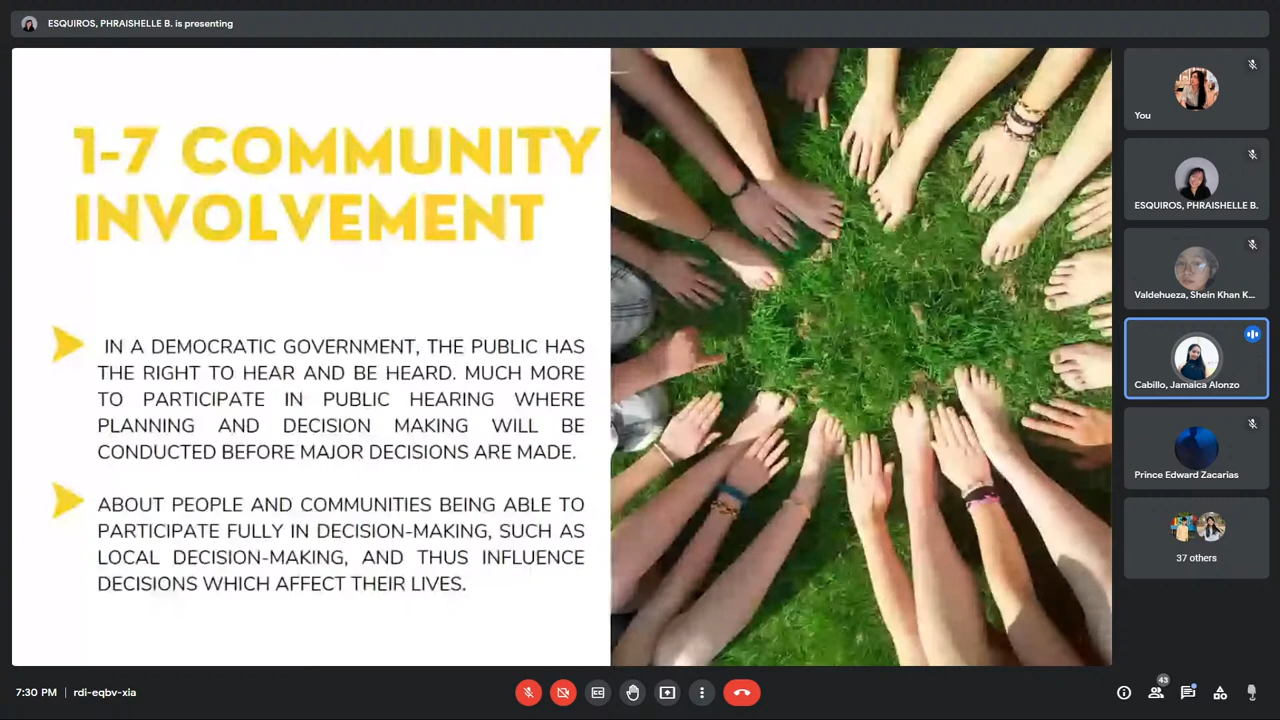 ESQUIROS, PHRAISHELLE B. is presenting
1-7 COMMUNITY
INVOLVEMENT
IN A DEMOCRATIC GOVERNMENT, THE PUBLIC HAS
THE RIGHT TO HEAR AND BE HEARD. MUCH MORE
TO PARTICIPATE IN PUBLIC HEARING WHERE
PLANNING AND DECISION MAKING WILL BE
CONDUCTED BEFORE MAJOR DECISIONS ARE MADE.
ABOUT PEOPLE AND COMMUNITIES BEING ABLE TO
PARTICIPATE FULLY IN DECISION-MAKING, SUCH AS
LOCAL DECISION-MAKING, AND THUS INFLUENCE
DECISIONS WHICH AFFECT THEIR LIVES.
You
ESQUIROS, PHRAISHELLE B.
Valdehueza, Shein Khan K...
Cabillo, Jamaica Alonzo
Prince Edward Zacarias
37 others
7:30 PM | rdi-eqbv-xia
43